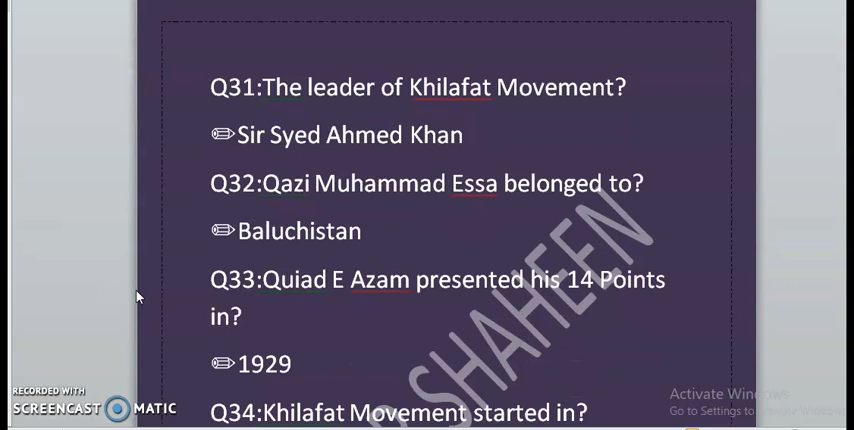 Q31:The leader of Khilafat Movement?
✏Sir Syed Ahmed Khan
Q32:Qazi Muhammad Essa belonged to?
✏Baluchistan
Q33:Quiad E Azam presented his 14 Points
in?
✏1929
Q34:Khilafat Movement started in?
SHAHEEN
RECORDED WITH
SCREENCAST MATIC
Activate Windows
Go to Settings to activate Windows.